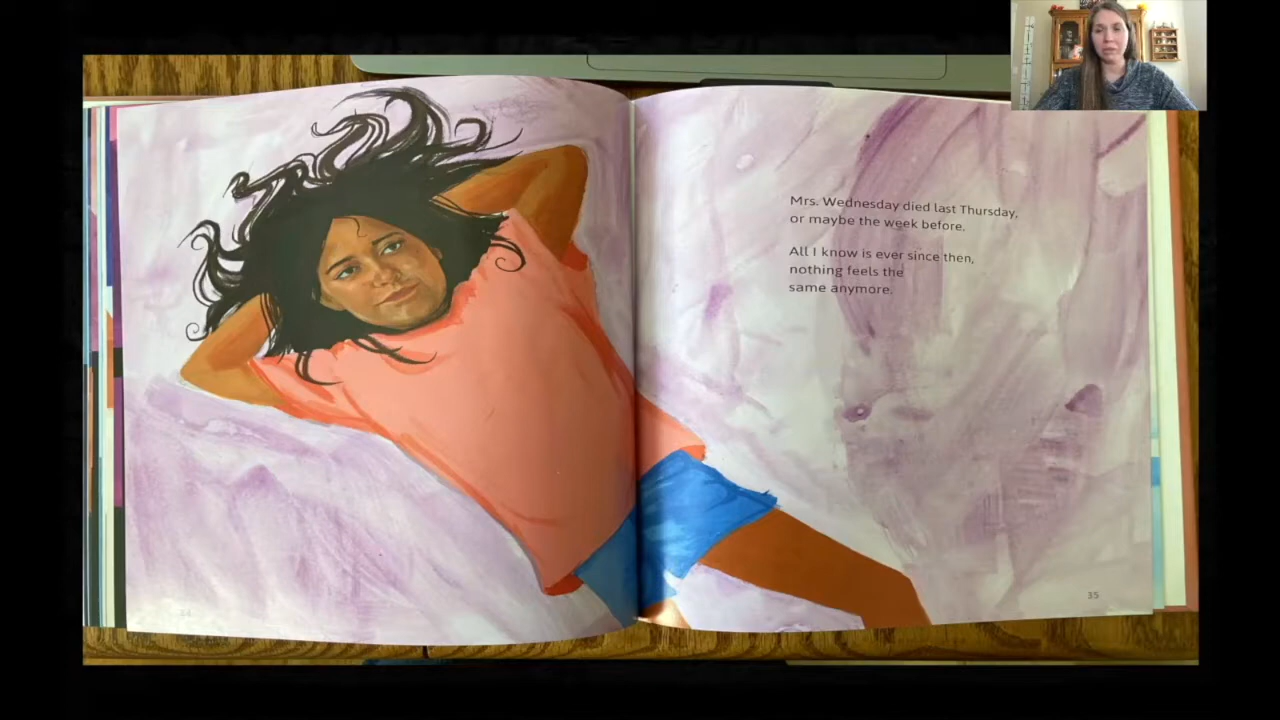 Mrs. Wednesday died last Thursday,
or maybe the week before.
All I know is ever since then,
nothing feels the
same anymore.
34
35